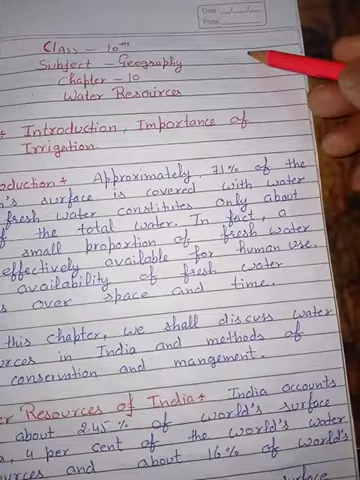 Date :
Page :
Class - 10th
Subject - Geography
Chapter - 10
Water Resources
Introduction, Importance of
Irrigation.
oduction÷ Approximately 71% of the
's surface is covered with water
fresh water constitutes only about
f the total water. In fact, a
small proportion of fresh water
effectively available for human use.
availability of fresh water
s over space and time.
this chapter, we shall discuss water
urces in India and methods of
conservation and mangement.
er Resources of India÷ India accounts
about 2.45 % of world's surface
, 4 per cent of the world's water
ources and about 16% of world's
surface